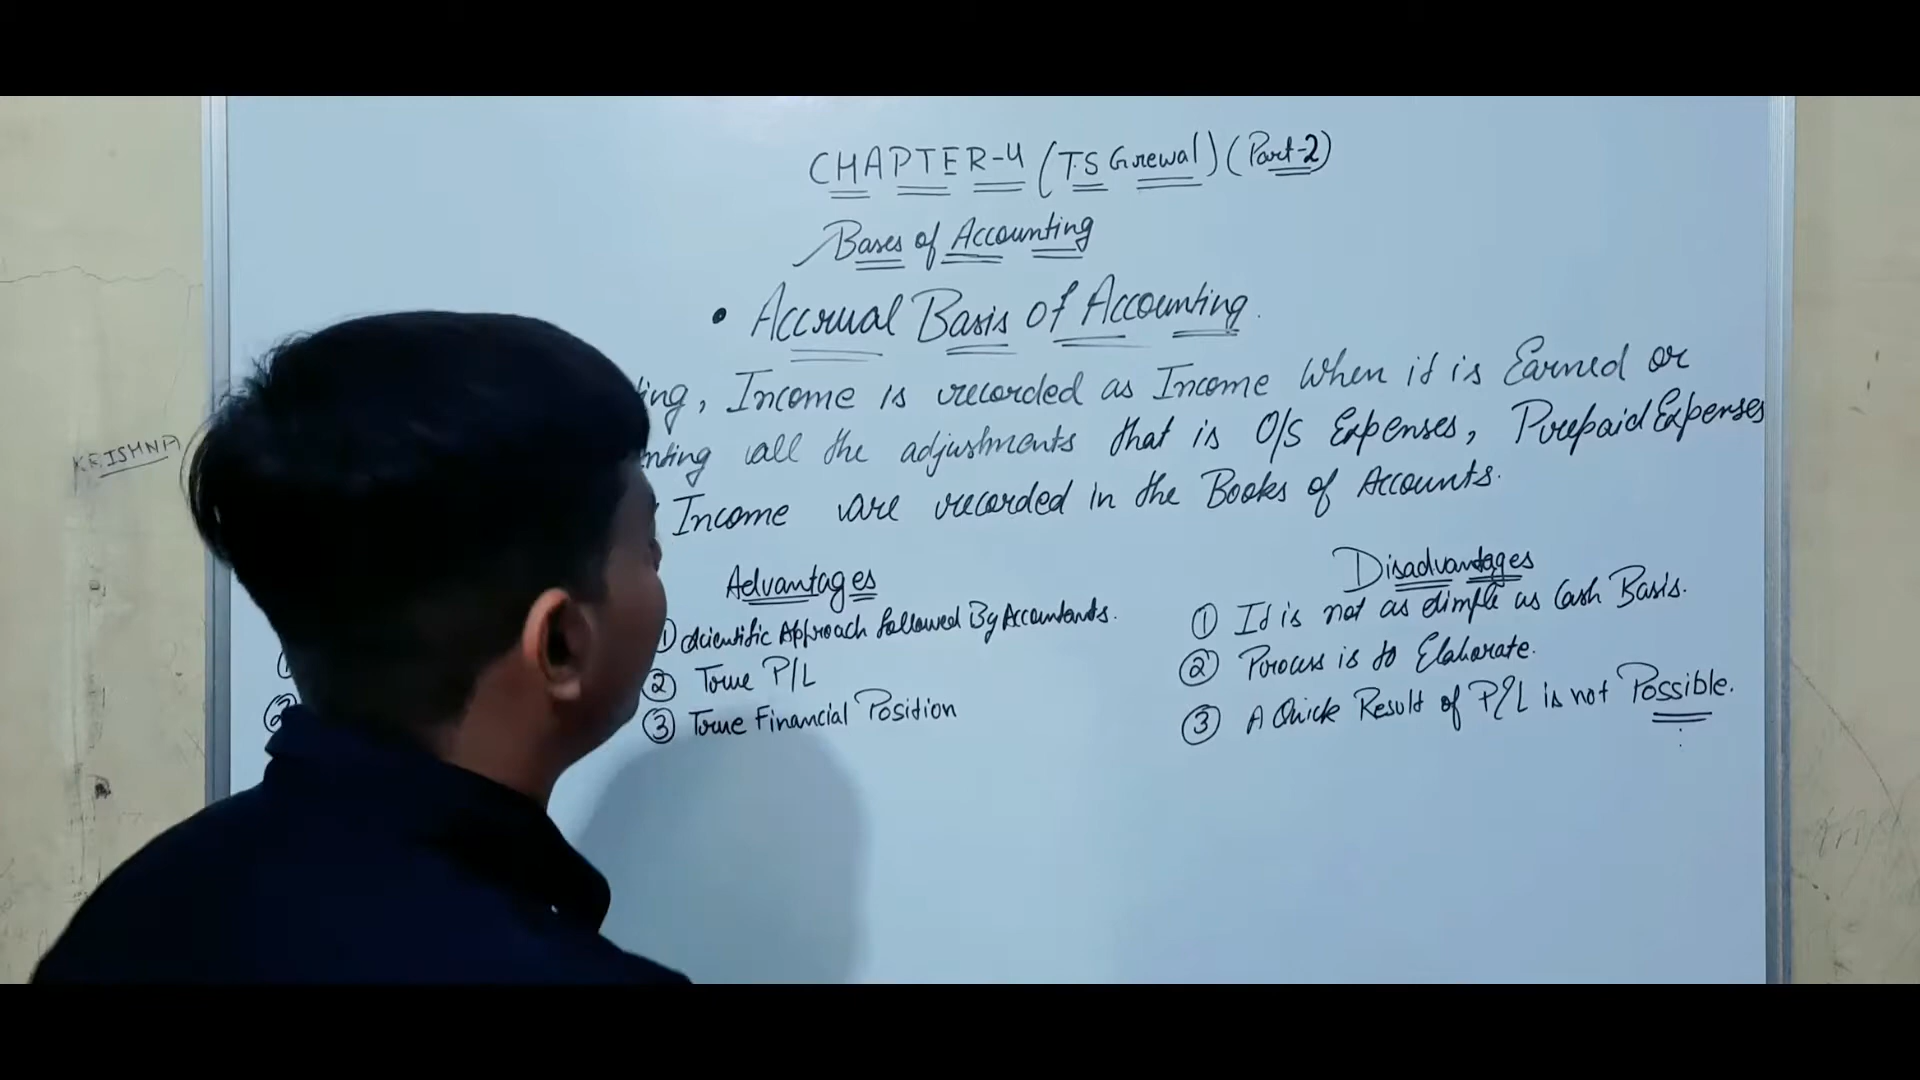 CHAPTER-4 (T.S Grewal) (Part-2)
Bases of Accounting
• Accrual Basis of Accounting.
ting, Income is recorded as Income When it is Earned or
nting all the adjustments that is O/S Expenses, Prepaid Expenses
Income are recorded in the Books of Accounts.
KRISHNA
Advantages
① Scientific Approach followed By Accountants.
② True P/L
③ True Financial Position
Disadvantages
① It is not as simple as Cash Basis.
② Process is to Elaborate.
③ A Quick Result of P/L is not Possible.
②